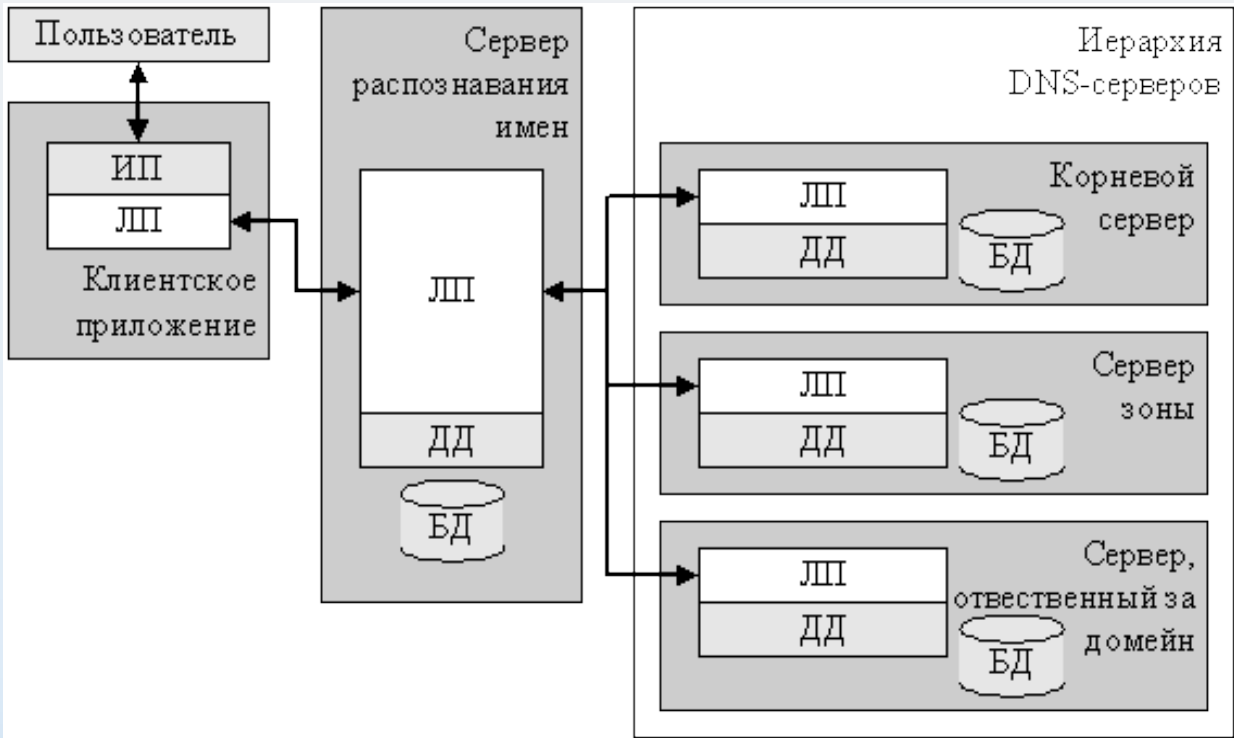 Пользователь
ИП
ЛП
Клиентское
приложение
Сервер
распознавания
имен
ЛП
ДД
БД
Иерархия
DNS-серверов
Корневой
сервер
ЛП
ДД
БД
Сервер
зоны
ЛП
ДД
БД
Сервер,
отвественный за
домейн
ЛП
ДД
БД